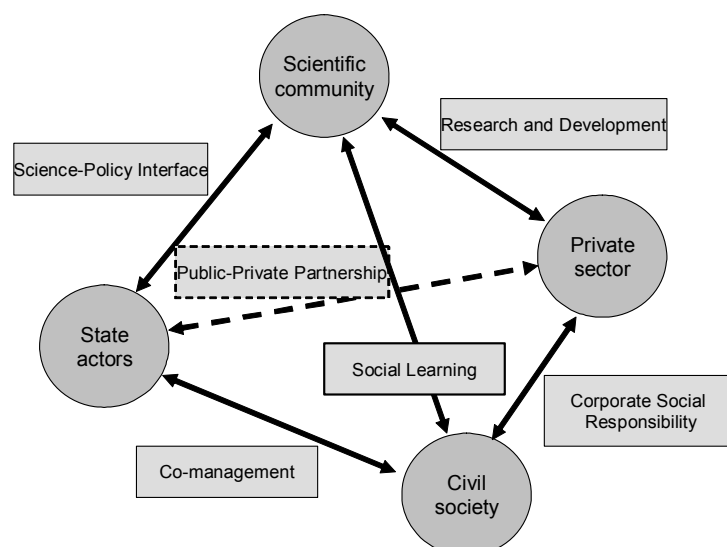 Scientific
community
Research and Development
Science-Policy Interface
Private
sector
Public-Private Partnership
State
actors
Social Learning
Corporate Social
Responsibility
Co-management
Civil
society